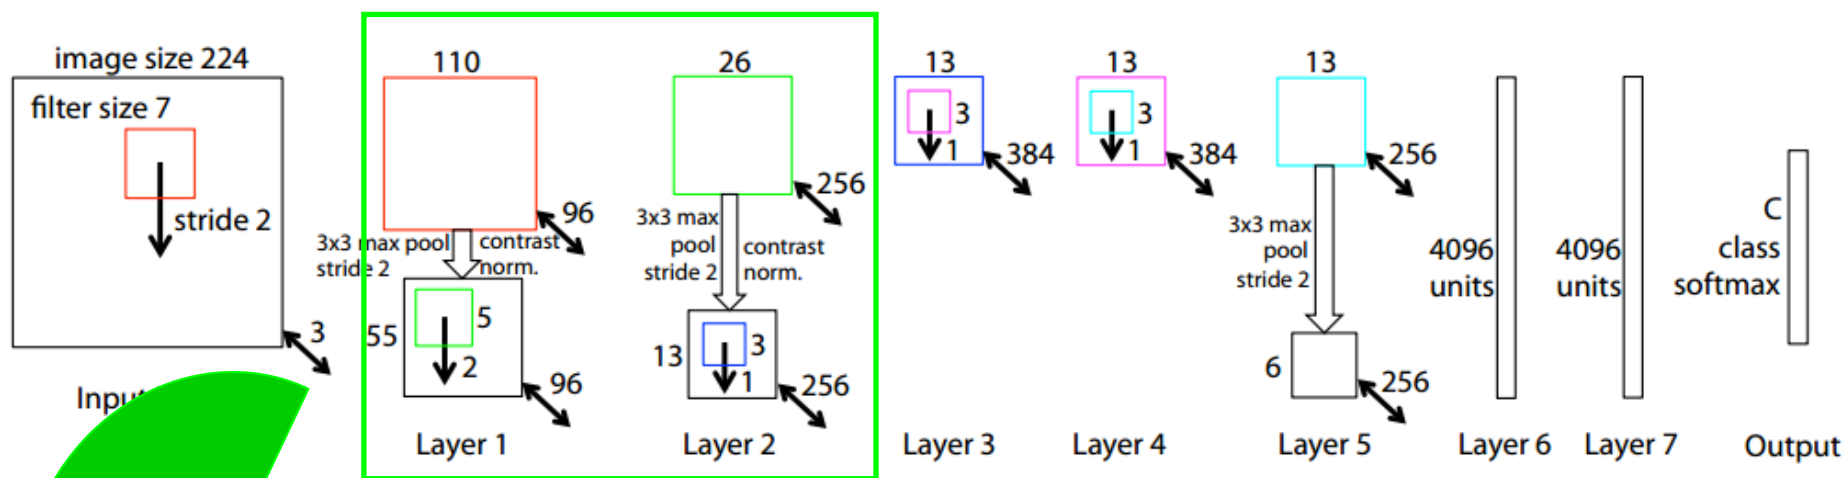 image size 224
filter size 7
stride 2
3
110
96
3x3 max pool
stride 2
contrast
norm.
55
5
2
96
Layer 1
26
256
3x3 max
pool
stride 2
contrast
norm.
13
3
1
256
Layer 2
13
3
1
384
Layer 3
13
3
1
384
Layer 4
13
256
3x3 max
pool
stride 2
6
256
Layer 5
4096
units
Layer 6
4096
units
Layer 7
C
class
softmax
Output